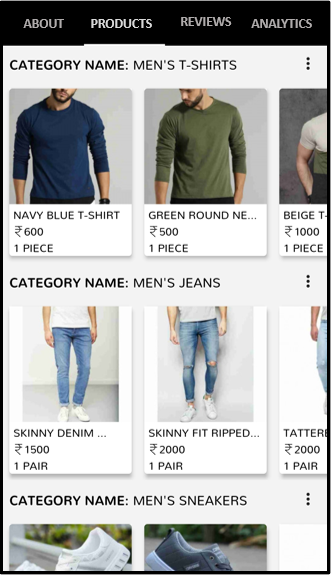 ABOUT PRODUCTS REVIEWS ANALYTICS
CATEGORY NAME: MEN'S T-SHIRTS
NAVY BLUE T-SHIRT GREEN ROUND NE... BEIGE T-
₹600 ₹500 ₹1000
1 PIECE 1 PIECE 1 PIECE
CATEGORY NAME: MEN'S JEANS
SKINNY DENIM ... SKINNY FIT RIPPED... TATTERE
₹1500 ₹2000 ₹2000
1 PAIR 1 PAIR 1 PAIR
CATEGORY NAME: MEN'S SNEAKERS